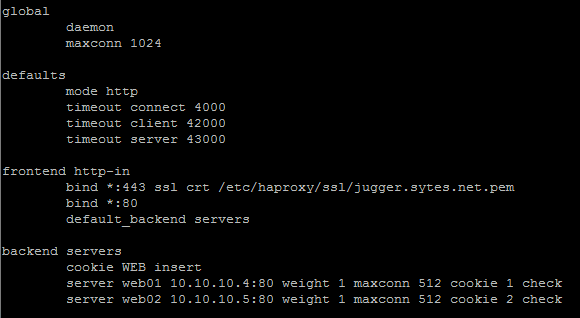 global
daemon
maxconn 1024
defaults
mode http
timeout connect 4000
timeout client 42000
timeout server 43000
frontend http-in
bind *:443 ssl crt /etc/haproxy/ssl/jugger.sytes.net.pem
bind *:80
default_backend servers
backend servers
cookie WEB insert
server web01 10.10.10.4:80 weight 1 maxconn 512 cookie 1 check
server web02 10.10.10.5:80 weight 1 maxconn 512 cookie 2 check